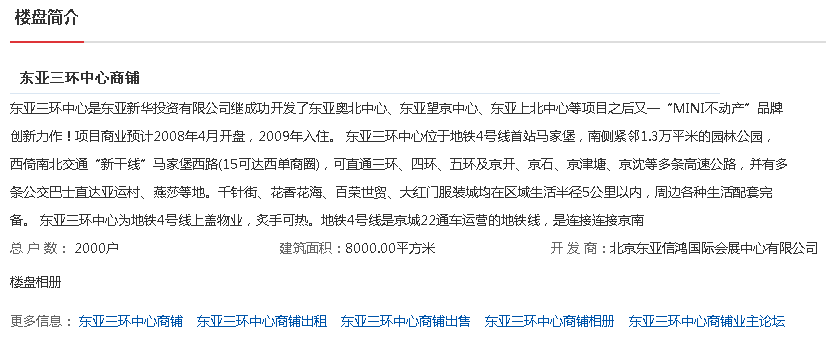 楼盘简介
东亚三环中心商铺
东亚三环中心是东亚新华投资有限公司继成功开发了东亚奥北中心、东亚望京中心、东亚上北中心等项目之后又一“MINI不动产”品牌
创新力作！项目商业预计2008年4月开盘，2009年入住。 东亚三环中心位于地铁4号线首站马家堡，南侧紧邻1.3万平米的园林公园，
西倚南北交通“新干线”马家堡西路(15可达西单商圈)，可直通三环、四环、五环及京开、京石、京津塘、京沈等多条高速公路，并有多
条公交巴士直达亚运村、燕莎等地。千针街、花香花海、百荣世贸、大红门服装城均在区域生活半径5公里以内，周边各种生活配套完
备。 东亚三环中心为地铁4号线上盖物业，炙手可热。地铁4号线是京城22通车运营的地铁线，是连接连接京南
总 户 数： 2000户 建筑面积：8000.00平方米 开 发 商：北京东亚信鸿国际会展中心有限公司
楼盘相册
更多信息： 东亚三环中心商铺 东亚三环中心商铺出租 东亚三环中心商铺出售 东亚三环中心商铺相册 东亚三环中心商铺业主论坛